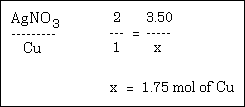 AgNO3      2     3.50
---------  --- = -----
Cu         1      x
x = 1.75 mol of Cu